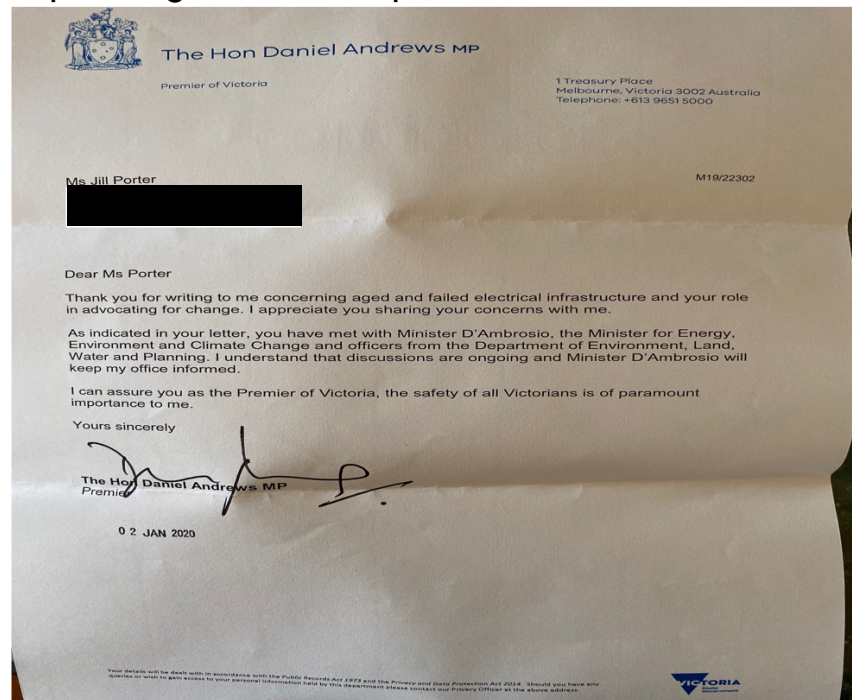 The Hon Daniel Andrews MP
Premier of Victoria
1 Treasury Place
Melbourne, Victoria 3002 Australia
Telephone: +613 9651 5000
Ms Jill Porter
M19/22302
Dear Ms Porter
Thank you for writing to me concerning aged and failed electrical infrastructure and your role
in advocating for change. I appreciate you sharing your concerns with me.
As indicated in your letter, you have met with Minister D'Ambrosio, the Minister for Energy,
Environment and Climate Change and officers from the Department of Environment, Land,
Water and Planning. I understand that discussions are ongoing and Minister D'Ambrosio will
keep my office informed.
I can assure you as the Premier of Victoria, the safety of all Victorians is of paramount
importance to me.
Yours sincerely
The Hon Daniel Andrews MP
Premier
0 2 JAN 2020
Your details will be dealt with in accordance with the Public Records Act 1973 and the Privacy and Data Protection Act 2014. Should you have any
queries or wish to gain access to your personal information held by this department please contact our Privacy Officer at the above address.
VICTORIA
State
Government